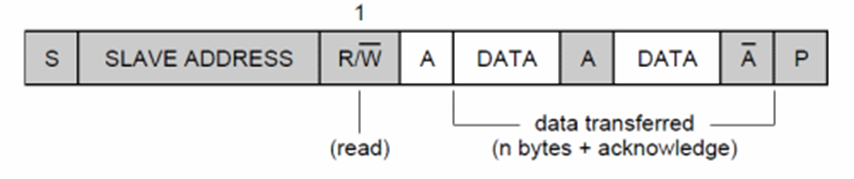 1
S SLAVE ADDRESS R/W̅ A DATA A DATA A̅ P
(read)
data transferred
(n bytes + acknowledge)